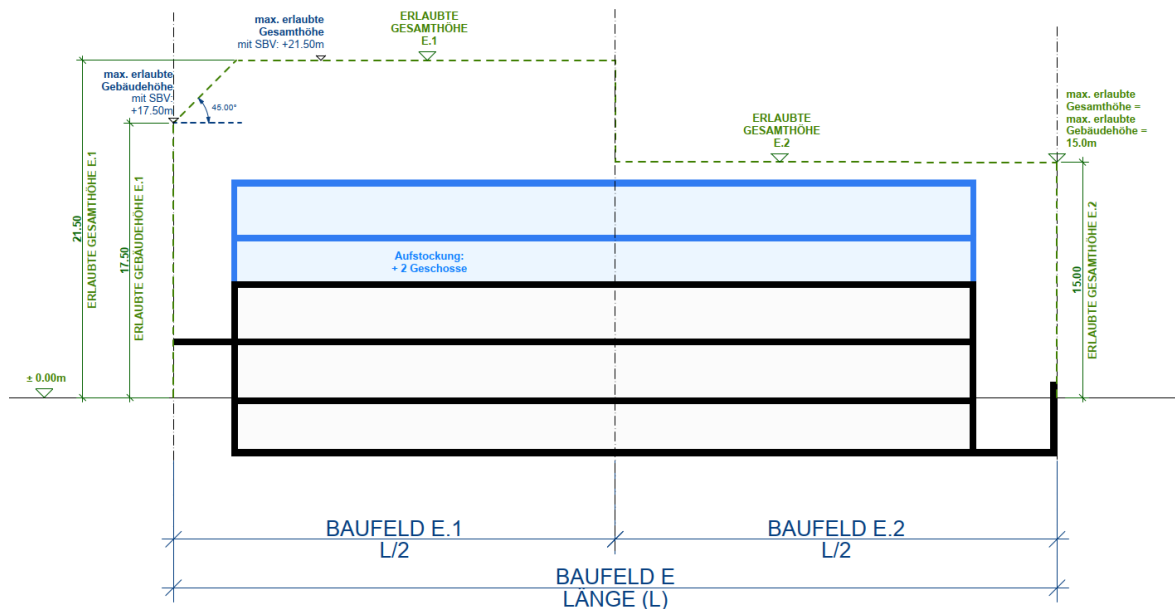 max. erlaubte
Gesamthöhe
mit SBV: +21.50m
ERLAUBTE
GESAMTHÖHE
E.1
max. erlaubte
Gebäudehöhe
mit SBV:
+17.50m
45.00°
max. erlaubte
Gesamthöhe =
max. erlaubte
Gebäudehöhe =
15.0m
ERLAUBTE
GESAMTHÖHE
E.2
21.50
ERLAUBTE GESAMTHÖHE E.1
17.50
ERLAUBTE GEBÄUDEHÖHE E.1
Aufstockung:
+ 2 Geschosse
15.00
ERLAUBTE GESAMTHÖHE E.2
± 0.00m
BAUFELD E.1
L/2
BAUFELD E.2
L/2
BAUFELD E
LÄNGE (L)